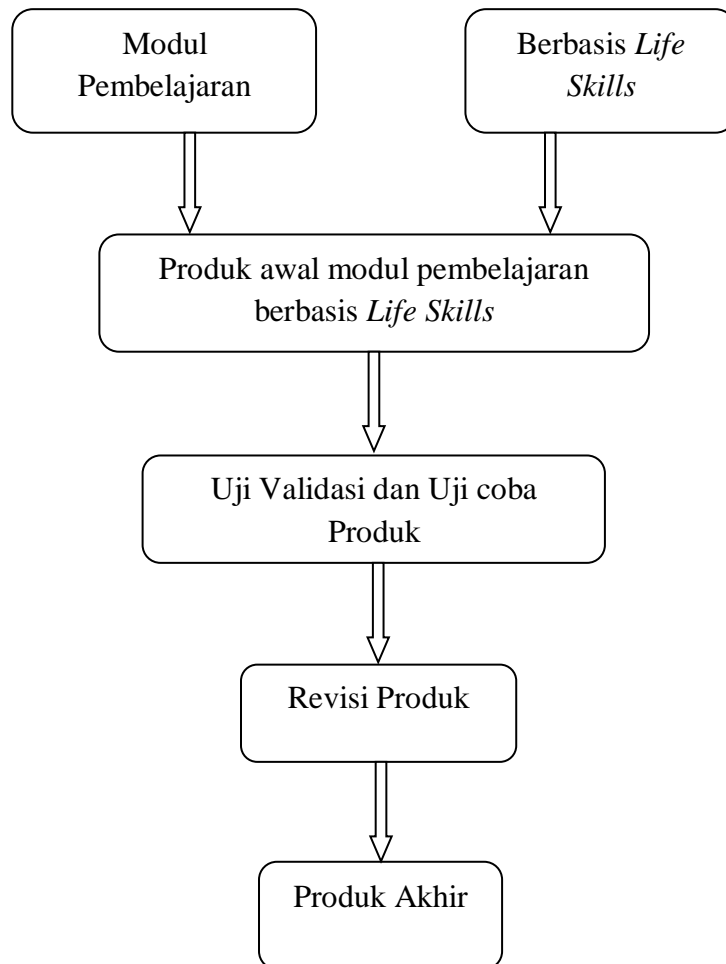 Modul
Pembelajaran
Berbasis Life
Skills
Produk awal modul pembelajaran
berbasis Life Skills
Uji Validasi dan Uji coba
Produk
Revisi Produk
Produk Akhir